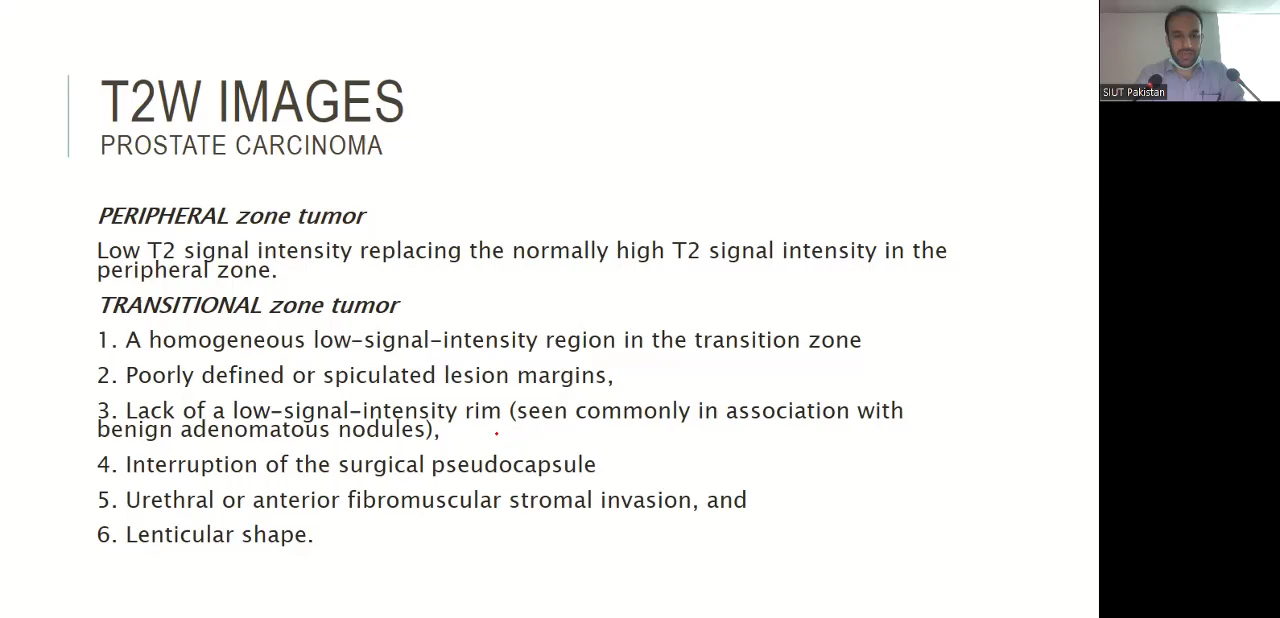 T2W IMAGES
PROSTATE CARCINOMA
PERIPHERAL zone tumor
Low T2 signal intensity replacing the normally high T2 signal intensity in the
peripheral zone.
TRANSITIONAL zone tumor
1. A homogeneous low-signal-intensity region in the transition zone
2. Poorly defined or spiculated lesion margins,
3. Lack of a low-signal-intensity rim (seen commonly in association with
benign adenomatous nodules),
4. Interruption of the surgical pseudocapsule
5. Urethral or anterior fibromuscular stromal invasion, and
6. Lenticular shape.
SIUT Pakistan